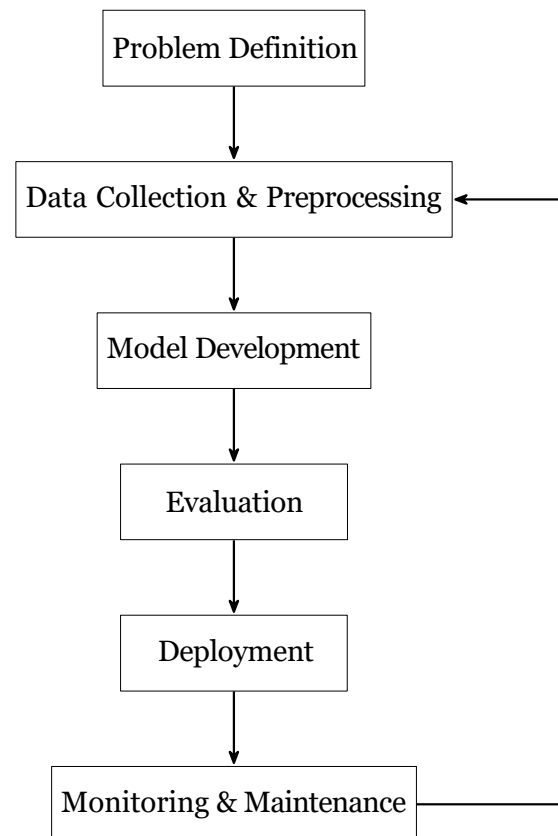 Problem Definition
Data Collection & Preprocessing
Model Development
Evaluation
Deployment
Monitoring & Maintenance